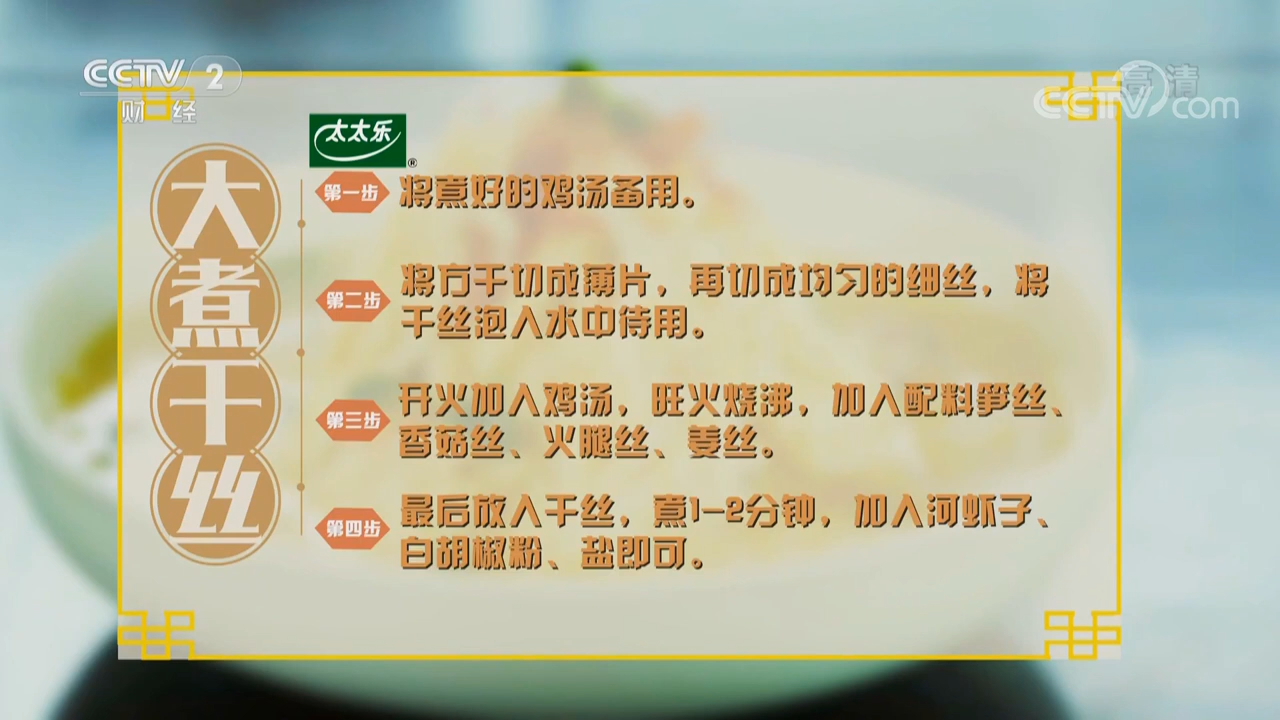 CCTV 2
财经
高清
CCTV.com
太太乐
®
大煮干丝
第一步
将煮好的鸡汤备用。
第二步
将方干切成薄片，再切成均匀的细丝，将
干丝泡入水中待用。
第三步
开火加入鸡汤，旺火烧沸，加入配料笋丝、
香菇丝、火腿丝、姜丝。
第四步
最后放入干丝，煮1-2分钟，加入河虾子、
白胡椒粉、盐即可。